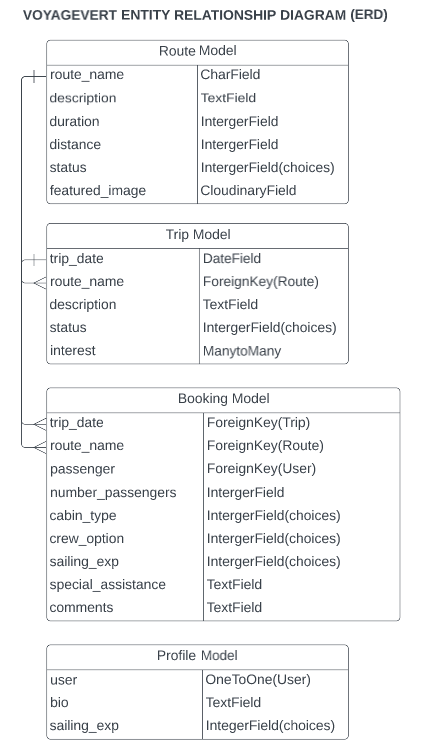 VOYAGEVERT ENTITY RELATIONSHIP DIAGRAM (ERD)
Route Model
route_name CharField
description TextField
duration IntergerField
distance IntergerField
status IntergerField(choices)
featured_image CloudinaryField
Trip Model
trip_date DateField
route_name ForeignKey(Route)
description TextField
status IntergerField(choices)
interest ManytoMany
Booking Model
trip_date ForeignKey(Trip)
route_name ForeignKey(Route)
passenger ForeignKey(User)
number_passengers IntergerField
cabin_type IntergerField(choices)
crew_option IntergerField(choices)
sailing_exp IntergerField(choices)
special_assistance TextField
comments TextField
Profile Model
user OneToOne(User)
bio TextField
sailing_exp IntegerField(choices)